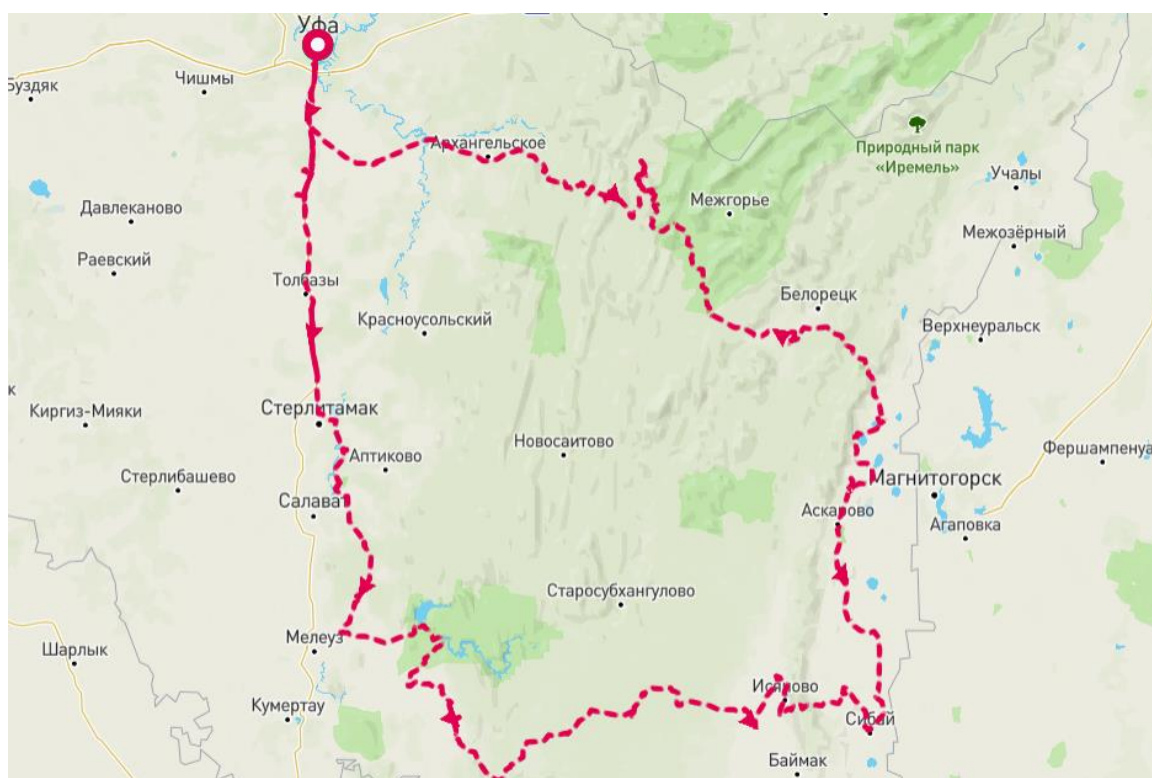 Уфа
Чишмы
Буздяк
Архангельское
Природный парк
«Иремель»
Учалы
Межгорье
Давлеканово
Межозёрный
Раевский
Толбазы
Белорецк
Красноусольский
Верхнеуральск
к
Киргиз-Мияки
Стерлитамак
Новосаитово
Фершампенуа
Аптиково
Стерлибашево
Магнитогорск
Салават
Аскарово
Агаповка
Старосубхангулово
Мелеуз
Шарлык
Исяново
Кумертау
Сибай
Баймак